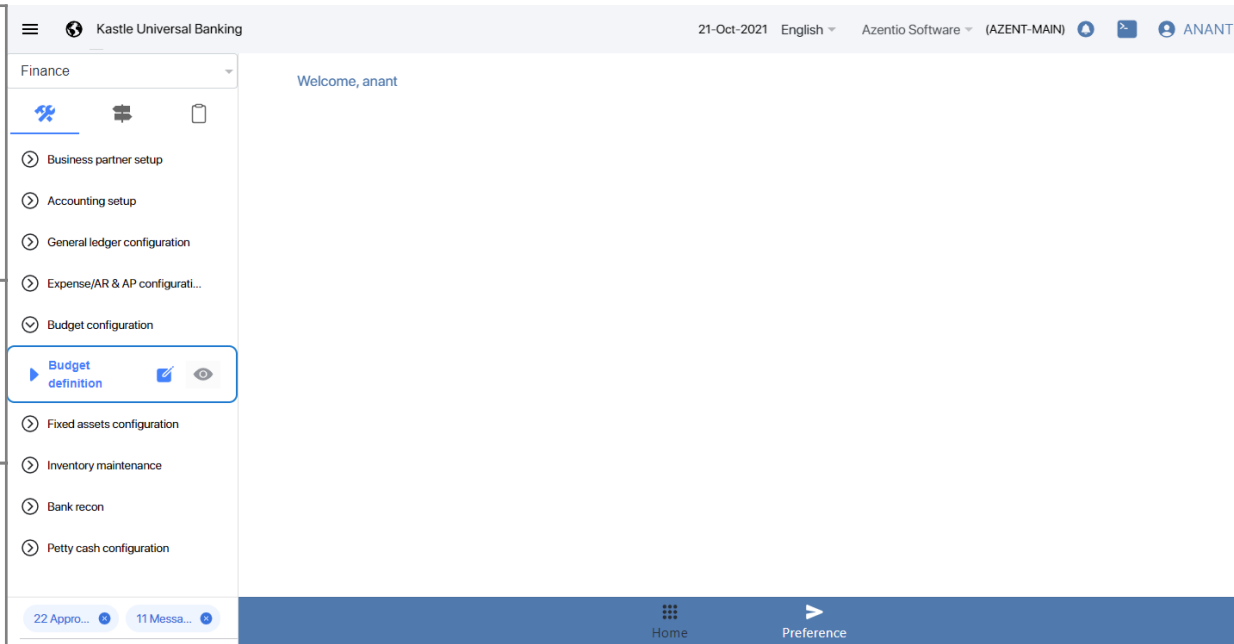 Kastle Universal Banking
21-Oct-2021 English Azentio Software (AZENT-MAIN) ANANT
Finance
Welcome, anant
Business partner setup
Accounting setup
General ledger configuration
Expense/AR & AP configurati...
Budget configuration
Budget
definition
Fixed assets configuration
Inventory maintenance
Bank recon
Petty cash configuration
22 Appro... 11 Messa...
Home Preference